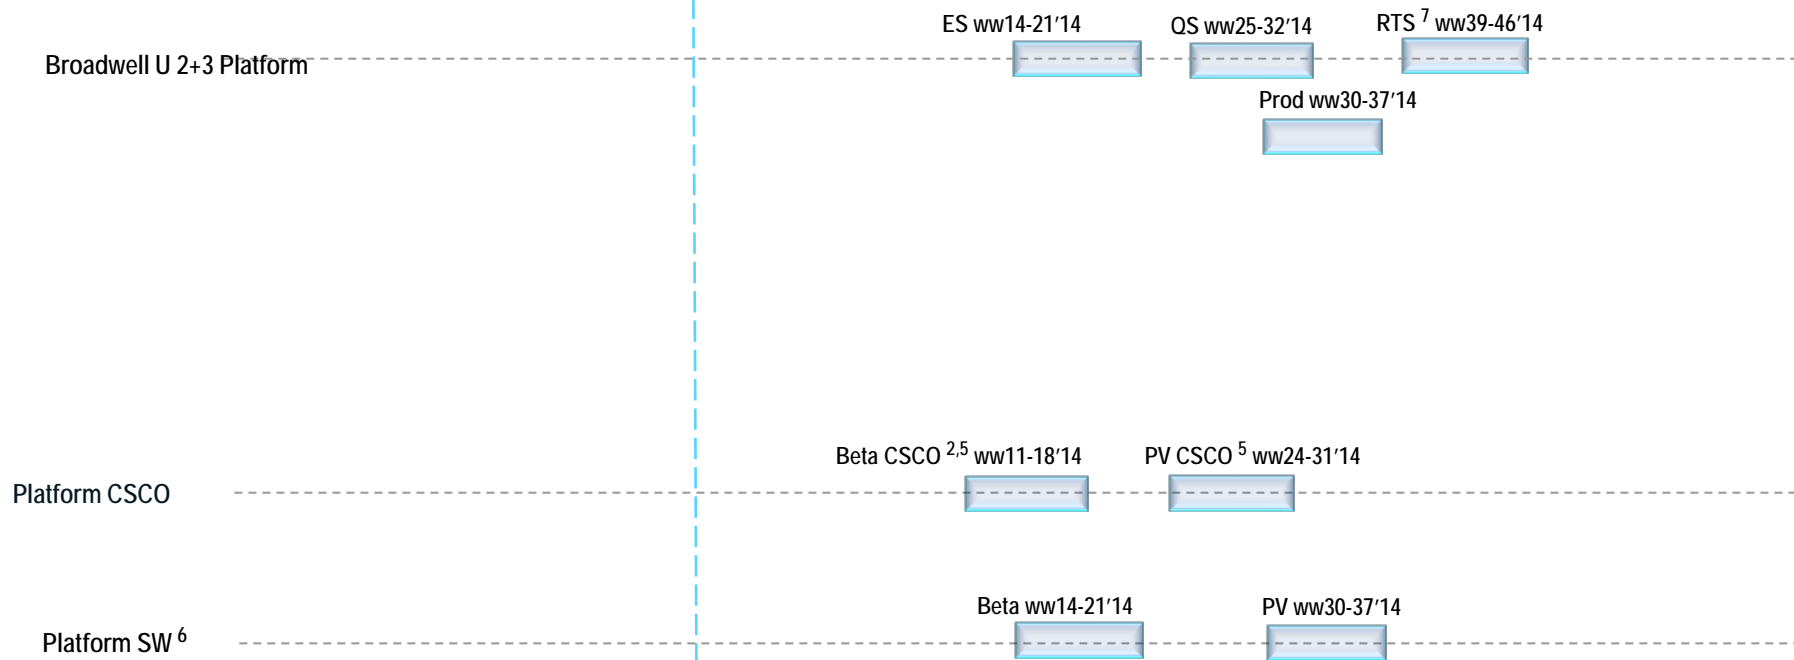 ES ww14-21'14
QS ww25-32'14
RTS 7 ww39-46'14
Broadwell U 2+3 Platform
Prod ww30-37'14
Beta CSCO 2,5 ww11-18'14
PV CSCO 5 ww24-31'14
Platform CSCO
Beta ww14-21'14
PV ww30-37'14
Platform SW 6